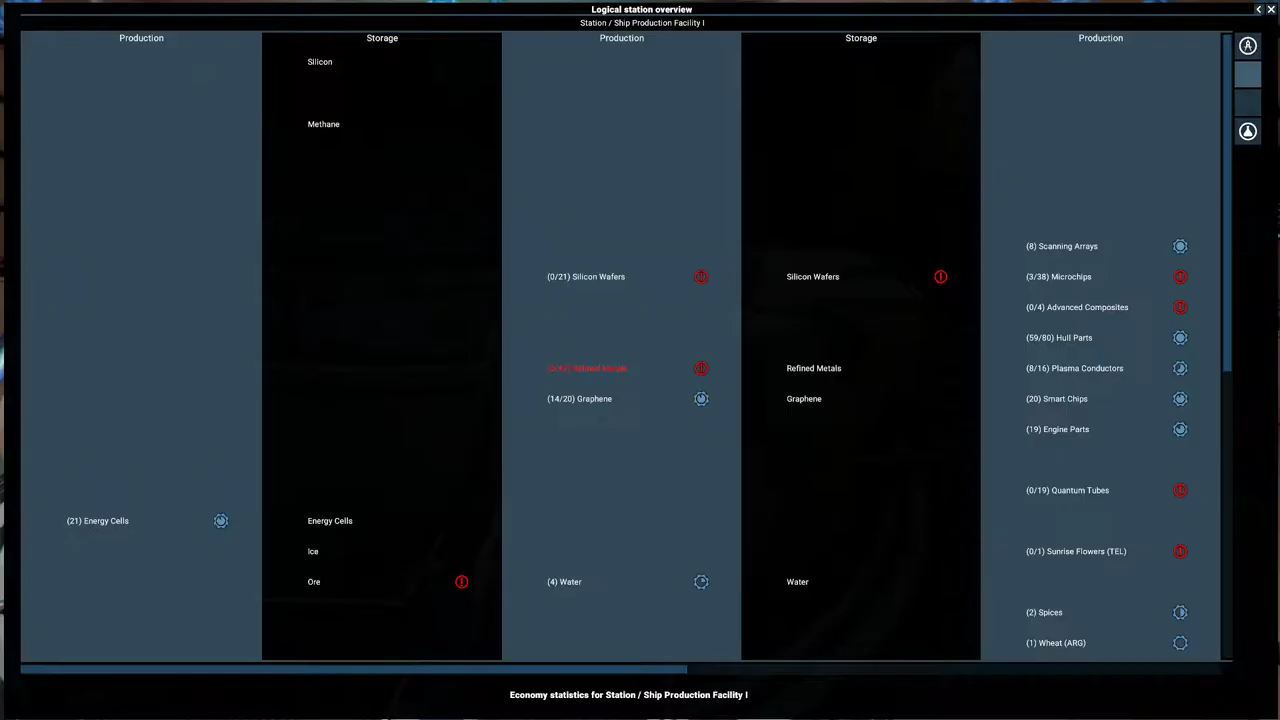 Logical station overview
Station / Ship Production Facility I
Production
Storage
Production
Storage
Production
Silicon
Methane
(8) Scanning Arrays
(0/21) Silicon Wafers
Silicon Wafers
(3/38) Microchips
(0/4) Advanced Composites
(59/80) Hull Parts
Refined Metals
Refined Metals
(8/16) Plasma Conductors
(14/20) Graphene
Graphene
(20) Smart Chips
(19) Engine Parts
(0/19) Quantum Tubes
(21) Energy Cells
Energy Cells
Ice
(0/1) Sunrise Flowers (TEL)
Ore
(4) Water
Water
(2) Spices
(1) Wheat (ARG)
Economy statistics for Station / Ship Production Facility I